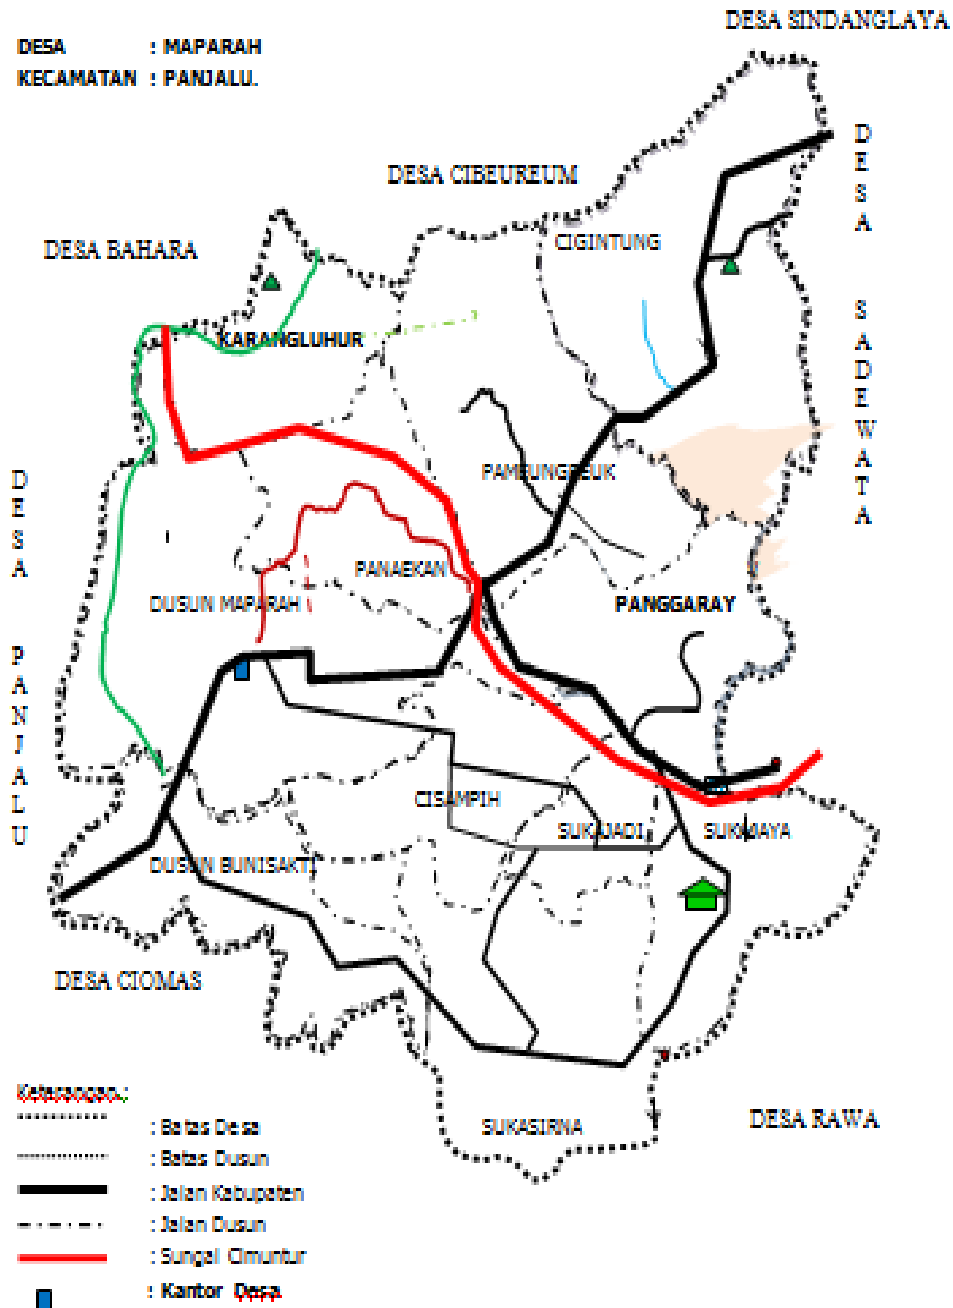 DESA SINDANGLAYA
DESA : MAPARAH
KECAMATAN : PANJALU.
DESA SADEWATA
DESA CIBEUREUM
CIGINTUNG
DESA BAHARA
KARANGLUHUR
PAMEUNGPEUK
DESA PANJALU
PANAEKAN
DUSUN MAPARAH
PANGGARAY
CISAMPIH
SUKAJADI
SUKAJAYA
DUSUN BUNISAKTI
DESA CIOMAS
DESA RAWA
SUKASIRNA
Keterangan :
: Batas Desa
: Batas Dusun
: Jalan Kabupaten
: Jalan Dusun
: Sungai Cimuntur
: Kantor Desa